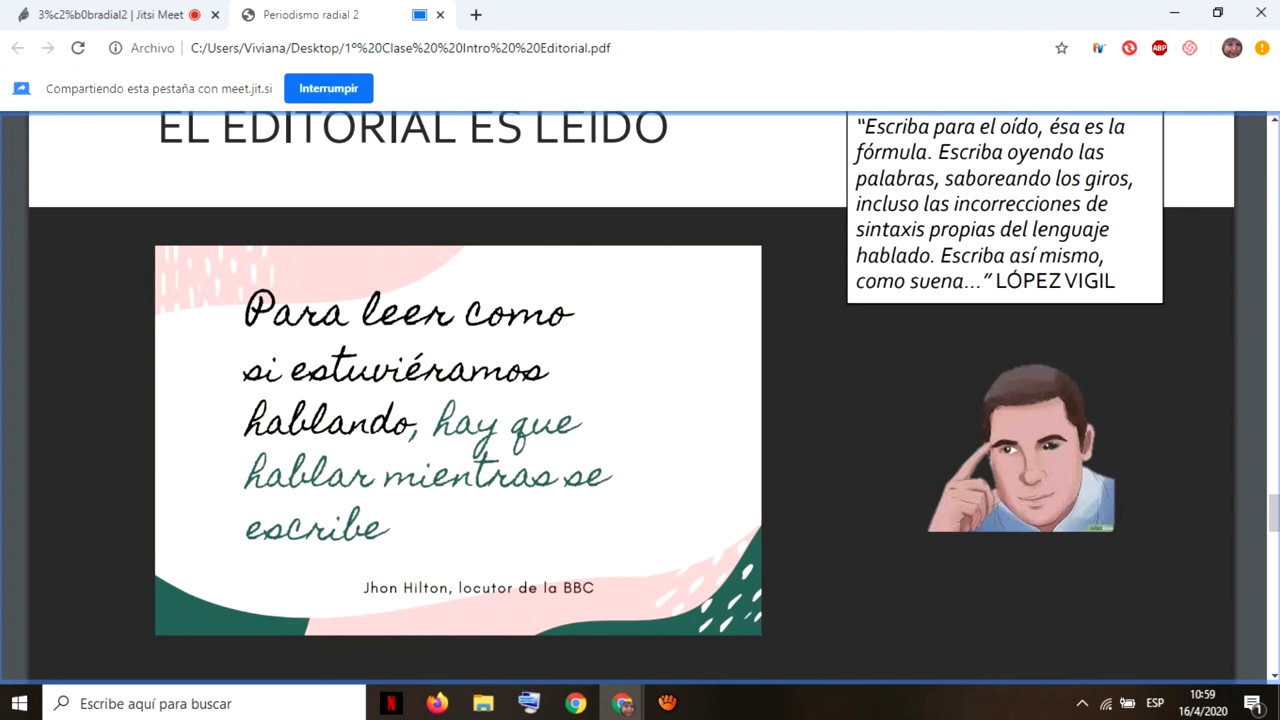 3%c2%b0bradial2 | Jitsi Meet
Periodismo radial 2
Archivo
C:/Users/Viviana/Desktop/1º%20Clase%20%20Intro%20%20Editorial.pdf
ABP
Compartiendo esta pestaña con meet.jit.si
Interrumpir
EL EDITORIAL ES LEIDO
“Escriba para el oído, ésa es la
fórmula. Escriba oyendo las
palabras, saboreando los giros,
incluso las incorrecciones de
sintaxis propias del lenguaje
hablado. Escriba así mismo,
como suena...” LÓPEZ VIGIL
Para leer como
si estuviéramos
hablando, hay que
hablar mientras se
escribe
Jhon Hilton, locutor de la BBC
Escribe aquí para buscar
N
ESP
10:59
16/4/2020
1